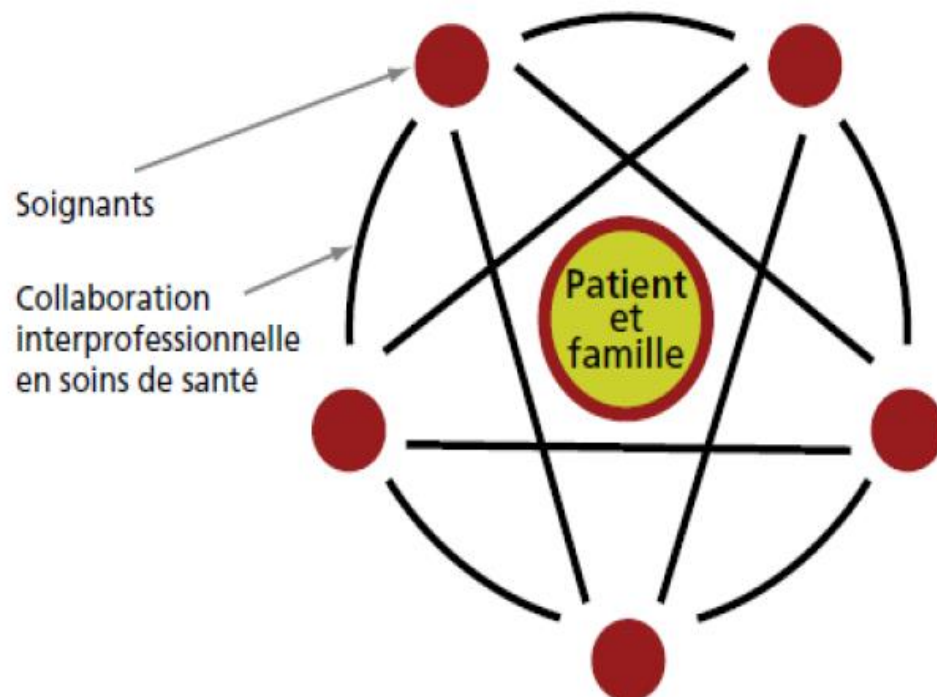 Soignants
Collaboration
interprofessionnelle
en soins de santé
Patient
et
famille